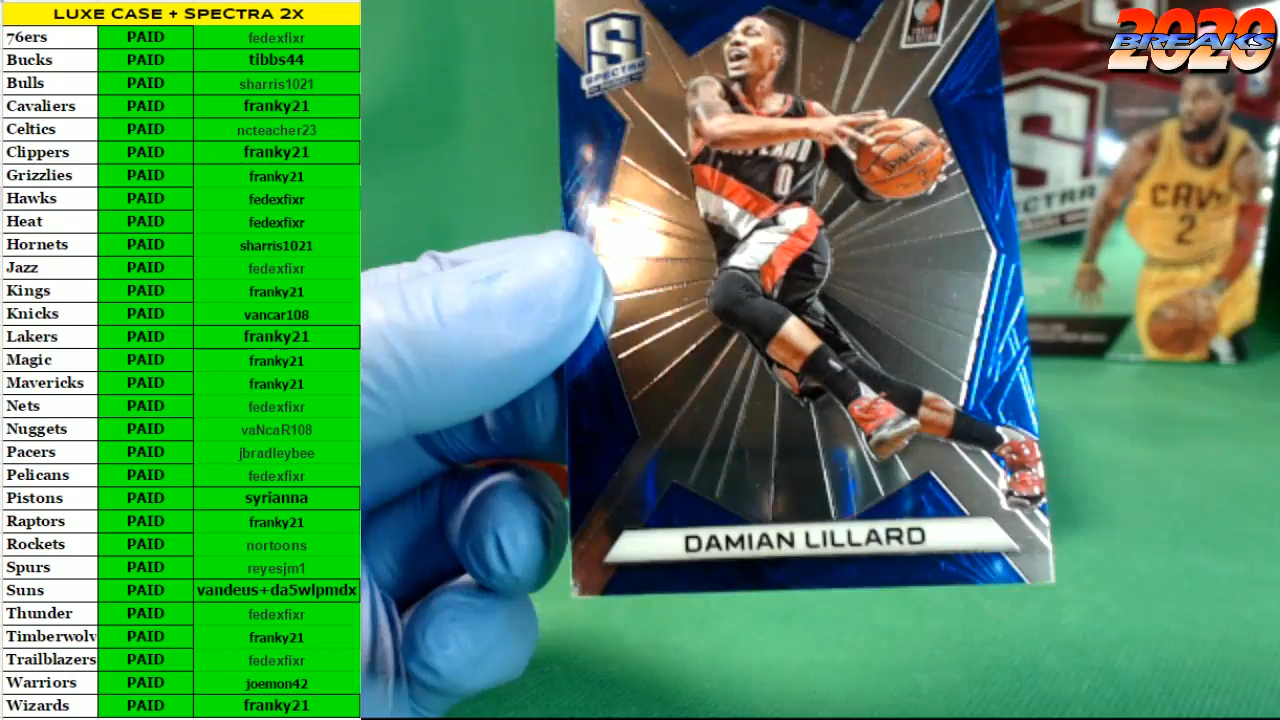 LUXE CASE + SPECTRA 2X
76ers PAID fedexfixr
Bucks PAID tibbs44
Bulls PAID sharris1021
Cavaliers PAID franky21
Celtics PAID ncteacher23
Clippers PAID franky21
Grizzlies PAID franky21
Hawks PAID fedexfixr
Heat PAID fedexfixr
Hornets PAID sharris1021
Jazz PAID fedexfixr
Kings PAID franky21
Knicks PAID vancar108
Lakers PAID franky21
Magic PAID franky21
Mavericks PAID franky21
Nets PAID fedexfixr
Nuggets PAID vaNcaR108
Pacers PAID jbradleybee
Pelicans PAID fedexfixr
Pistons PAID syrianna
Raptors PAID franky21
Rockets PAID nortoons
Spurs PAID reyesjm1
Suns PAID vandeus+da5wlpmdx
Thunder PAID fedexfixr
Timberwolv PAID franky21
Trailblazers PAID fedexfixr
Warriors PAID joemon42
Wizards PAID franky21
S
SPECTRA
PORTLAND
0
SPALDING
DAMIAN LILLARD
2020
BREAKS
S
SPECTRA
CAVS
2